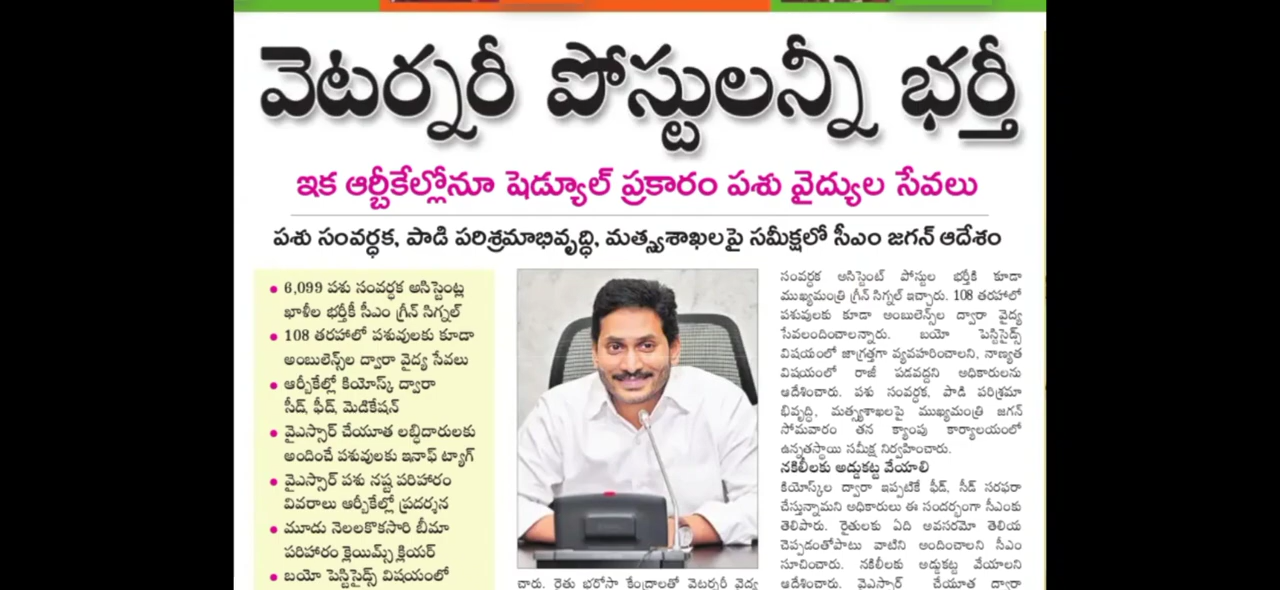 వెటర్నరీ పోస్టులన్నీ భర్తీ
ఇక ఆర్బీకేల్లోనూ షెడ్యూల్ ప్రకారం పశు వైద్యుల సేవలు
పశు సంవర్ధక, పాడి పరిశ్రమాభివృద్ధి, మత్స్యశాఖలపై సమీక్షలో సీఎం జగన్ ఆదేశం
• 6,099 పశు సంవర్ధక అసిస్టెంట్ల
ఖాళీల భర్తీకీ సీఎం గ్రీన్ సిగ్నల్
• 108 తరహాలో పశువులకు కూడా
అంబులెన్స్‌ల ద్వారా వైద్య సేవలు
• ఆర్బీకేల్లో కియోస్క్ ద్వారా
సీడ్, ఫీడ్, మెడికేషన్
• వైఎస్సార్ చేయూత లబ్ధిదారులకు
అందించే పశువులకు ఇనాఫ్ ట్యాగ్
• వైఎస్సార్ పశు నష్ట పరిహారం
వివరాలు ఆర్బీకేల్లో ప్రదర్శన
• మూడు నెలలకొకసారి బీమా
పరిహారం క్లెయిమ్స్ క్లియర్
• బయో పెస్టిసైడ్స్ విషయంలో
చారు. రైతు భరోసా కేంద్రాలతో వెటర్నరీ వైద్య
సంవర్ధక అసిస్టెంట్ పోస్టుల భర్తీకి కూడా
ముఖ్యమంత్రి గ్రీన్ సిగ్నల్ ఇచ్చారు. 108 తరహాలో
పశువులకు కూడా అంబులెన్స్‌ల ద్వారా వైద్య
సేవలందించాలన్నారు. బయో పెస్టిసైడ్స్
విషయంలో జాగ్రత్తగా వ్యవహరించాలని, నాణ్యత
విషయంలో రాజీ పడవద్దని అధికారులను
ఆదేశించారు. పశు సంవర్ధక, పాడి పరిశ్రమా
భివృద్ధి, మత్స్యశాఖలపై ముఖ్యమంత్రి జగన్
సోమవారం తన క్యాంపు కార్యాలయంలో
ఉన్నతస్థాయి సమీక్ష నిర్వహించారు.
నకిలీలకు అడ్డుకట్ట వేయాలి
కియోస్క్‌ల ద్వారా ఇప్పటికే ఫీడ్, సీడ్ సరఫరా
చేస్తున్నామని అధికారులు ఈ సందర్భంగా సీఎంకు
తెలిపారు. రైతులకు ఏది అవసరమో తెలియ
చెప్పడంతోపాటు వాటిని అందించాలని సీఎం
సూచించారు. నకిలీలకు అడ్డుకట్ట వేయాలని
ఆదేశించారు. వైఎస్సార్ చేయూత ద్వారా